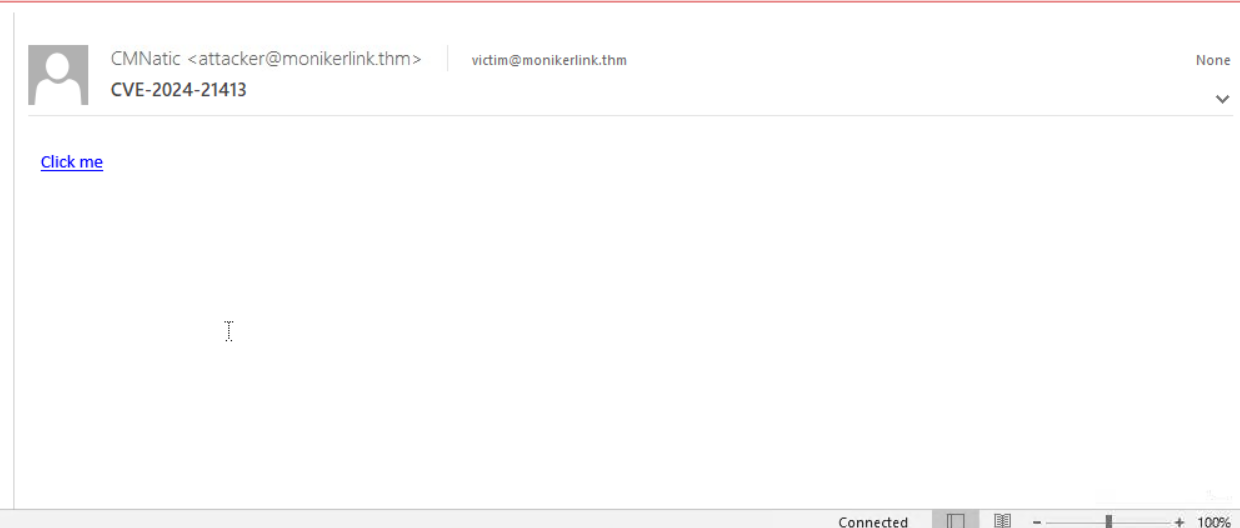 CMNatic <attacker@monikerlink.thm> victim@monikerlink.thm None
CVE-2024-21413
Click me
Connected - + 100%